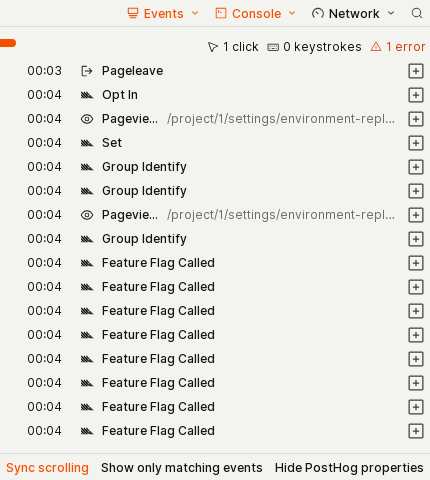 Events Console Network
1 click 0 keystrokes 1 error
00:03 Pageleave
00:04 Opt In
00:04 Pagevie... /project/1/settings/environment-repl...
00:04 Set
00:04 Group Identify
00:04 Group Identify
00:04 Pagevie... /project/1/settings/environment-repl...
00:04 Group Identify
00:04 Feature Flag Called
00:04 Feature Flag Called
00:04 Feature Flag Called
00:04 Feature Flag Called
00:04 Feature Flag Called
00:04 Feature Flag Called
00:04 Feature Flag Called
00:04 Feature Flag Called
Sync scrolling Show only matching events Hide PostHog properties